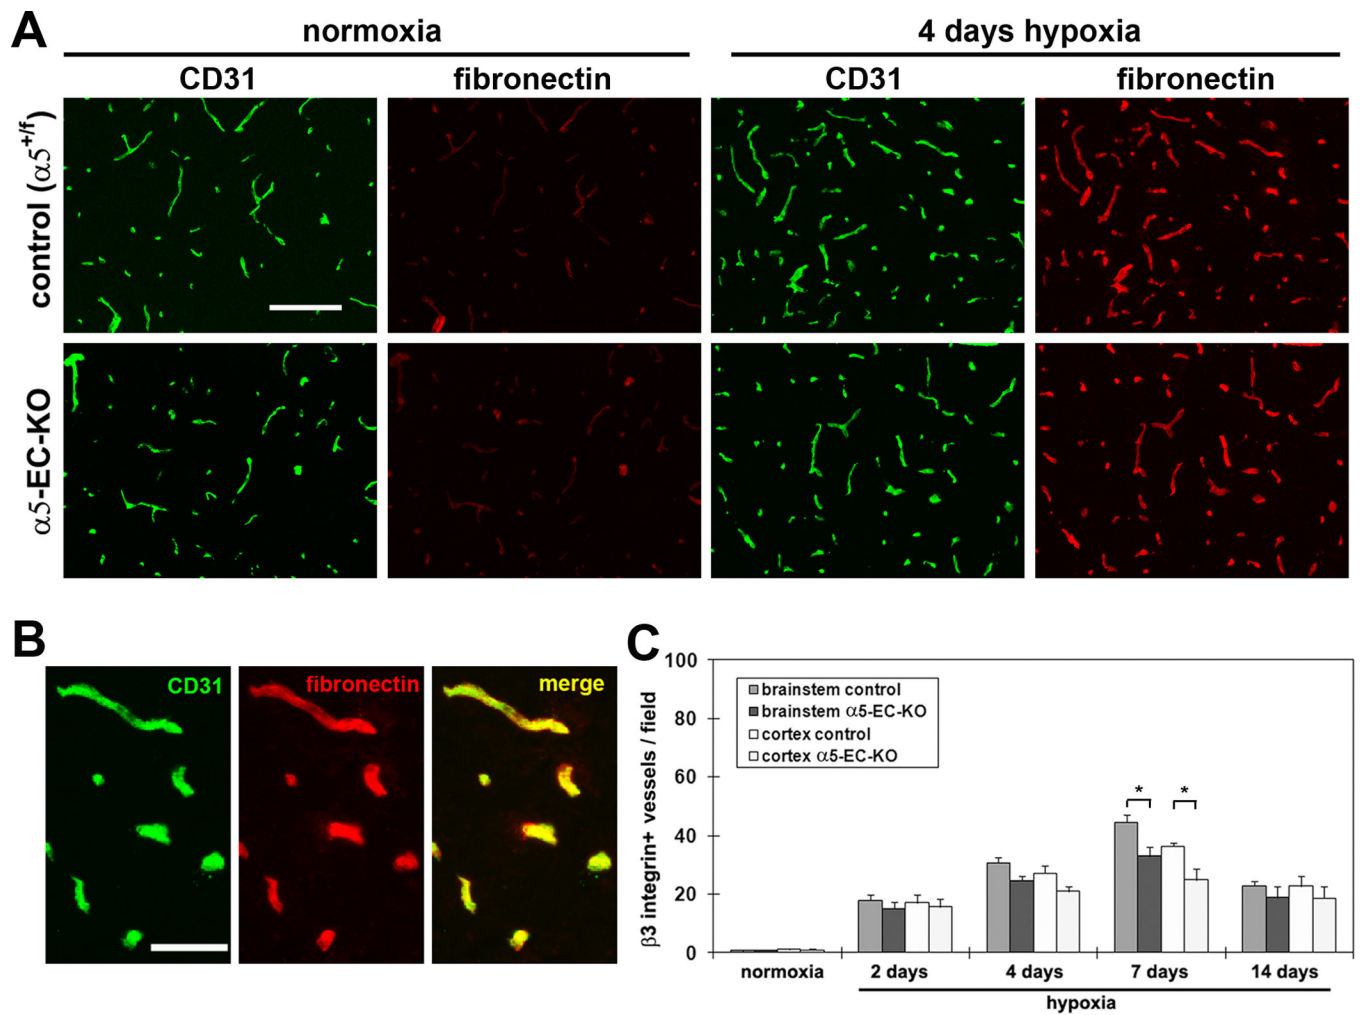 A
normoxia
4 days hypoxia
CD31
fibronectin
CD31
fibronectin
control (α5+/f)
α5-EC-KO
B
CD31
fibronectin
merge
C
β3 integrin+ vessels / field
100
80
60
40
20
0
brainstem control
brainstem α5-EC-KO
cortex control
cortex α5-EC-KO
*
*
normoxia
2 days
4 days
7 days
14 days
hypoxia